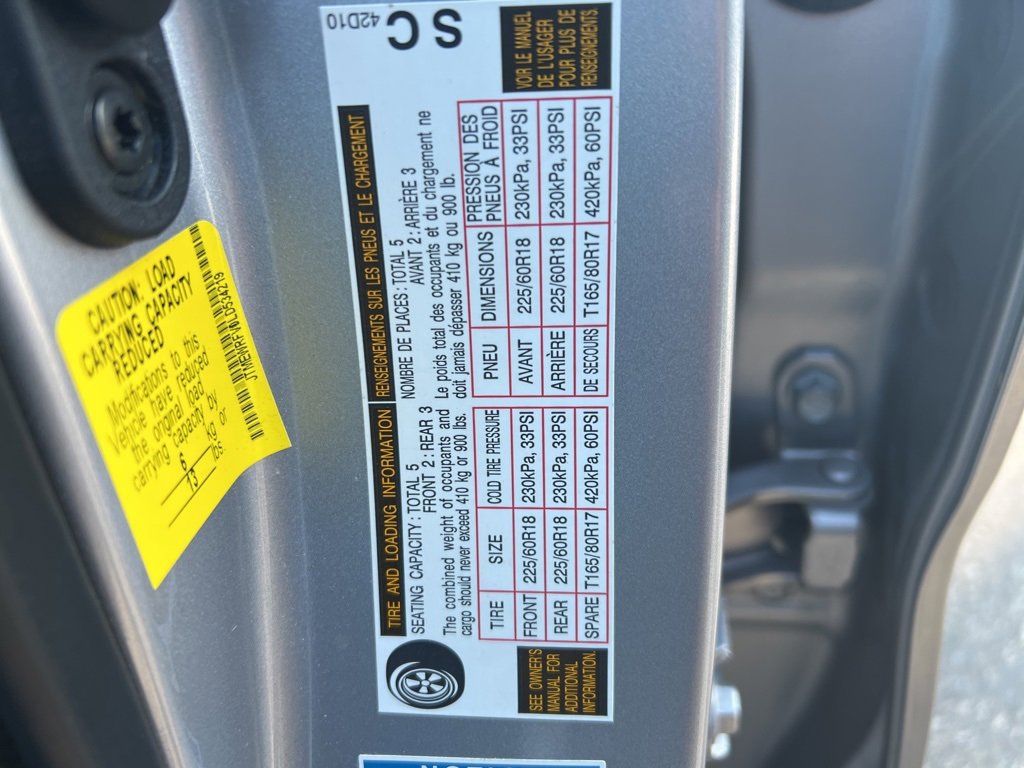 CAUTION: LOAD
CARRYING CAPACITY
REDUCED
Modifications to this
Vehicle have reduced
the original load
carrying capacity by
6 kg or
13 lbs.
JTMEWRFV0LD534279
TIRE AND LOADING INFORMATION
SEATING CAPACITY: TOTAL 5
FRONT 2: REAR 3
The combined weight of occupants and
cargo should never exceed 410 kg or 900 lbs.
TIRE SIZE COLD TIRE PRESSURE
FRONT 225/60R18 230kPa, 33PSI
REAR 225/60R18 230kPa, 33PSI
SPARE T165/80R17 420kPa, 60PSI
SEE OWNER'S
MANUAL FOR
ADDITIONAL
INFORMATION.
RENSEIGNEMENTS SUR LES PNEUS ET LE CHARGEMENT
NOMBRE DE PLACES: TOTAL 5
AVANT 2: ARRIÈRE 3
Le poids total des occupants et du chargement ne
doit jamais dépasser 410 kg ou 900 lb.
PNEU DIMENSIONS PRESSION DES
PNEUS À FROID
AVANT 225/60R18 230kPa, 33PSI
ARRIÈRE 225/60R18 230kPa, 33PSI
DE SECOURS T165/80R17 420kPa, 60PSI
VOIR LE MANUEL
DE L'USAGER
POUR PLUS DE
RENSEIGNEMENTS.
42D10
S C